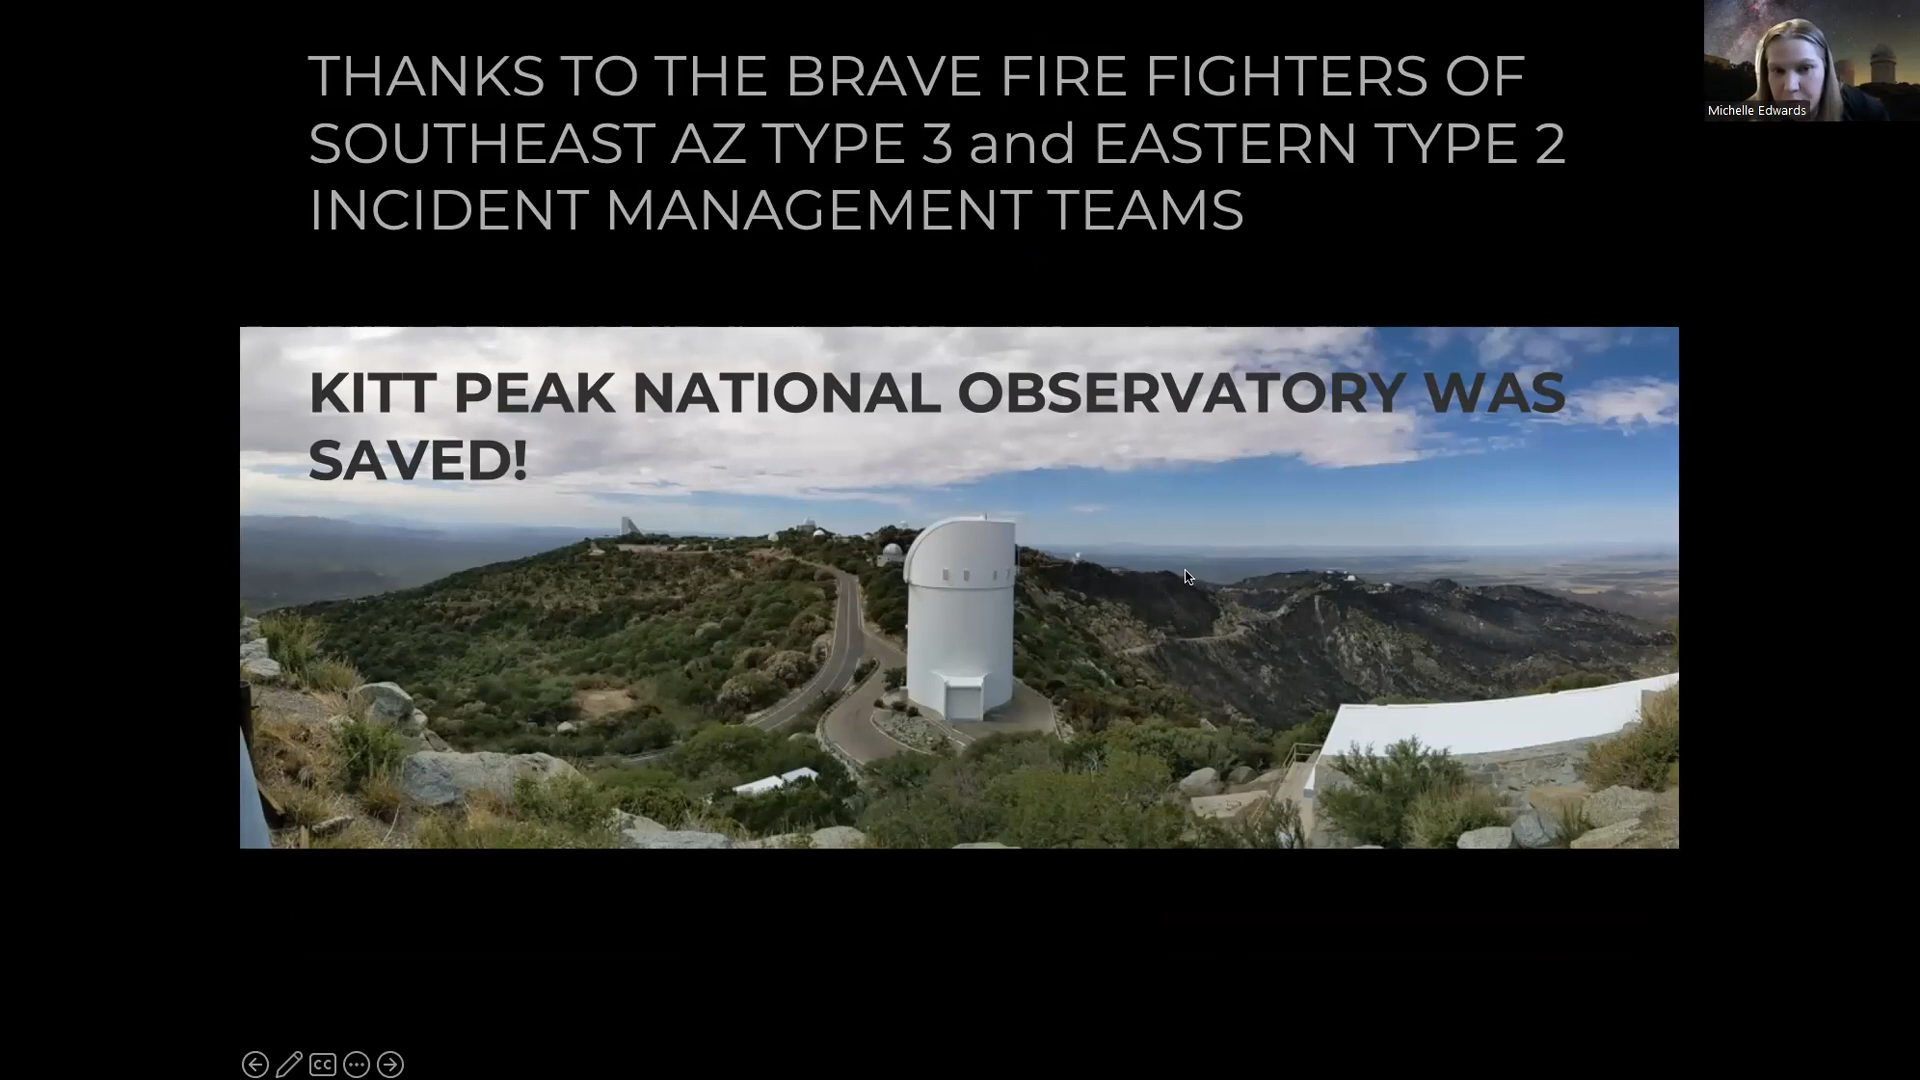 THANKS TO THE BRAVE FIRE FIGHTERS OF
SOUTHEAST AZ TYPE 3 and EASTERN TYPE 2
INCIDENT MANAGEMENT TEAMS
Michelle Edwards
KITT PEAK NATIONAL OBSERVATORY WAS
SAVED!
CC